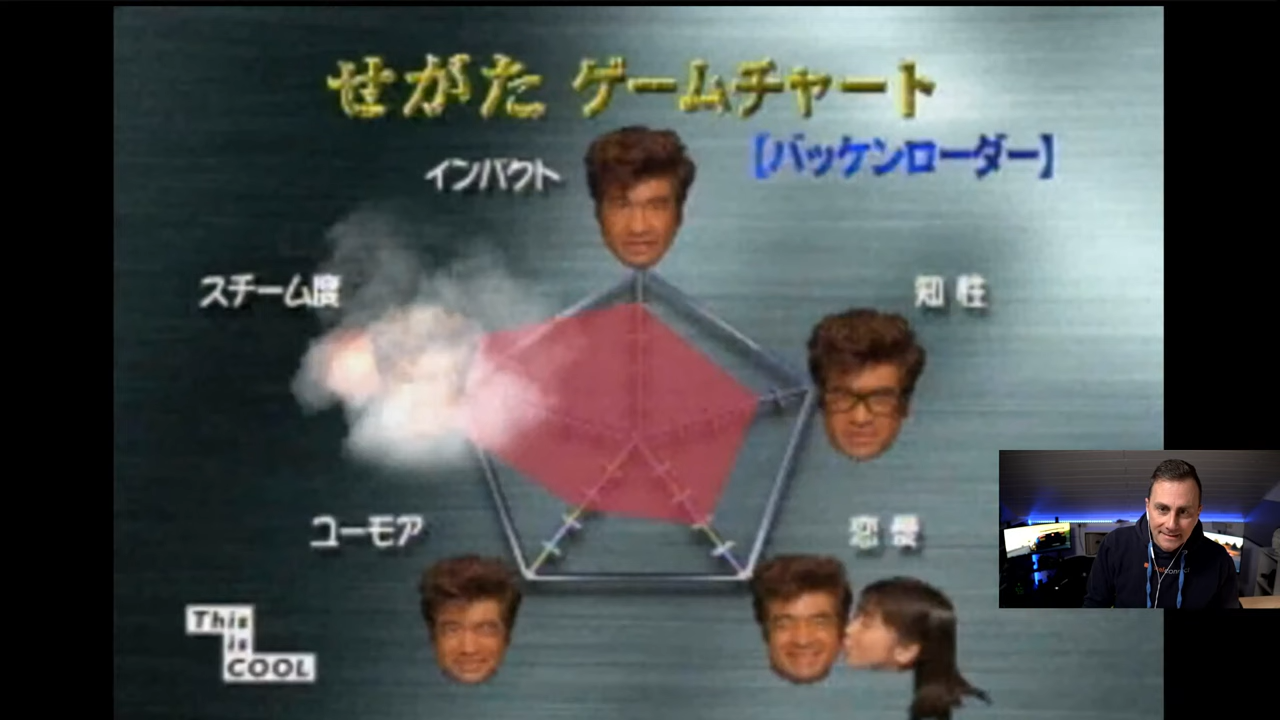 せがた ゲームチャート
【バッケンローダー】
インパクト
スチーム度
知性
ユーモア
恋愛
This
is
COOL